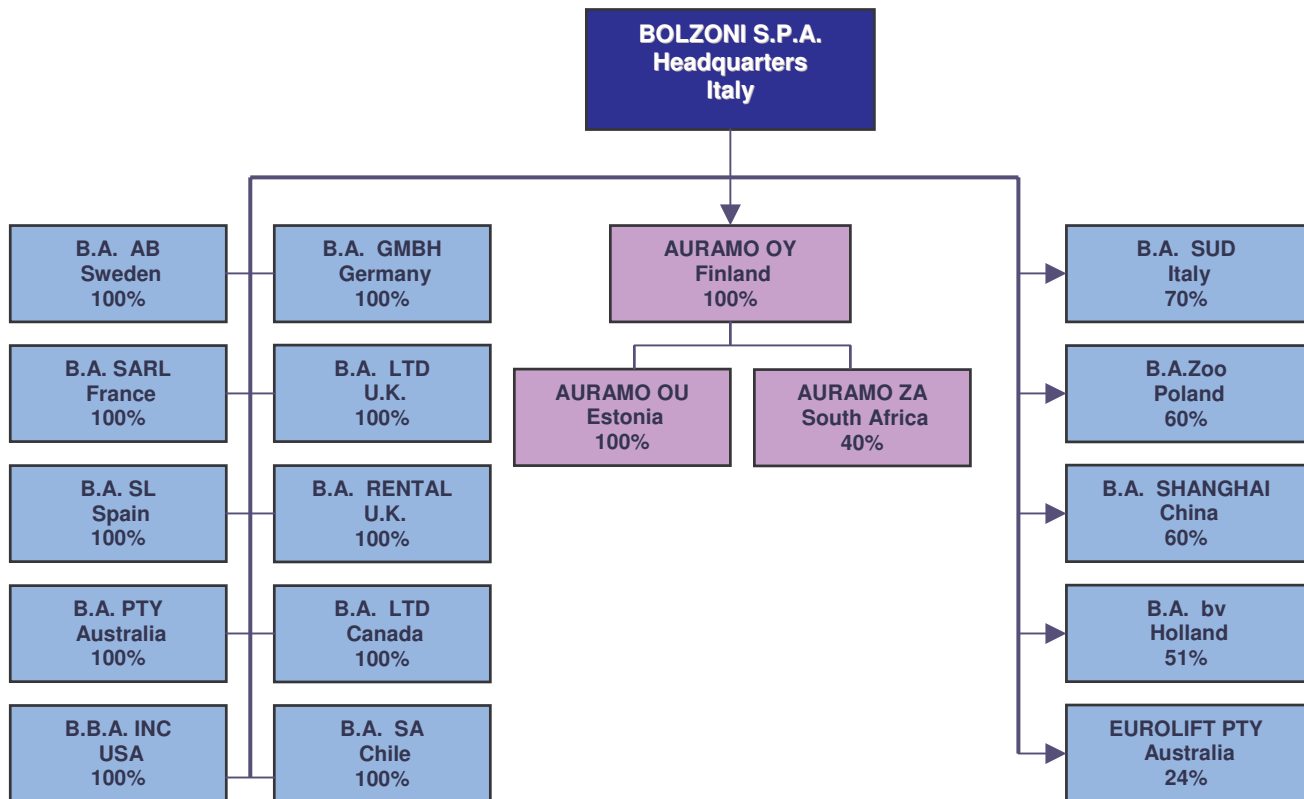 BOLZONI S.P.A.
Headquarters
Italy
B.A. AB
Sweden
100%
B.A. GMBH
Germany
100%
AURAMO OY
Finland
100%
B.A. SUD
Italy
70%
B.A. SARL
France
100%
B.A. LTD
U.K.
100%
AURAMO OU
Estonia
100%
AURAMO ZA
South Africa
40%
B.A.Zoo
Poland
60%
B.A. SL
Spain
100%
B.A. RENTAL
U.K.
100%
B.A. SHANGHAI
China
60%
B.A. PTY
Australia
100%
B.A. LTD
Canada
100%
B.A. bv
Holland
51%
B.B.A. INC
USA
100%
B.A. SA
Chile
100%
EUROLIFT PTY
Australia
24%